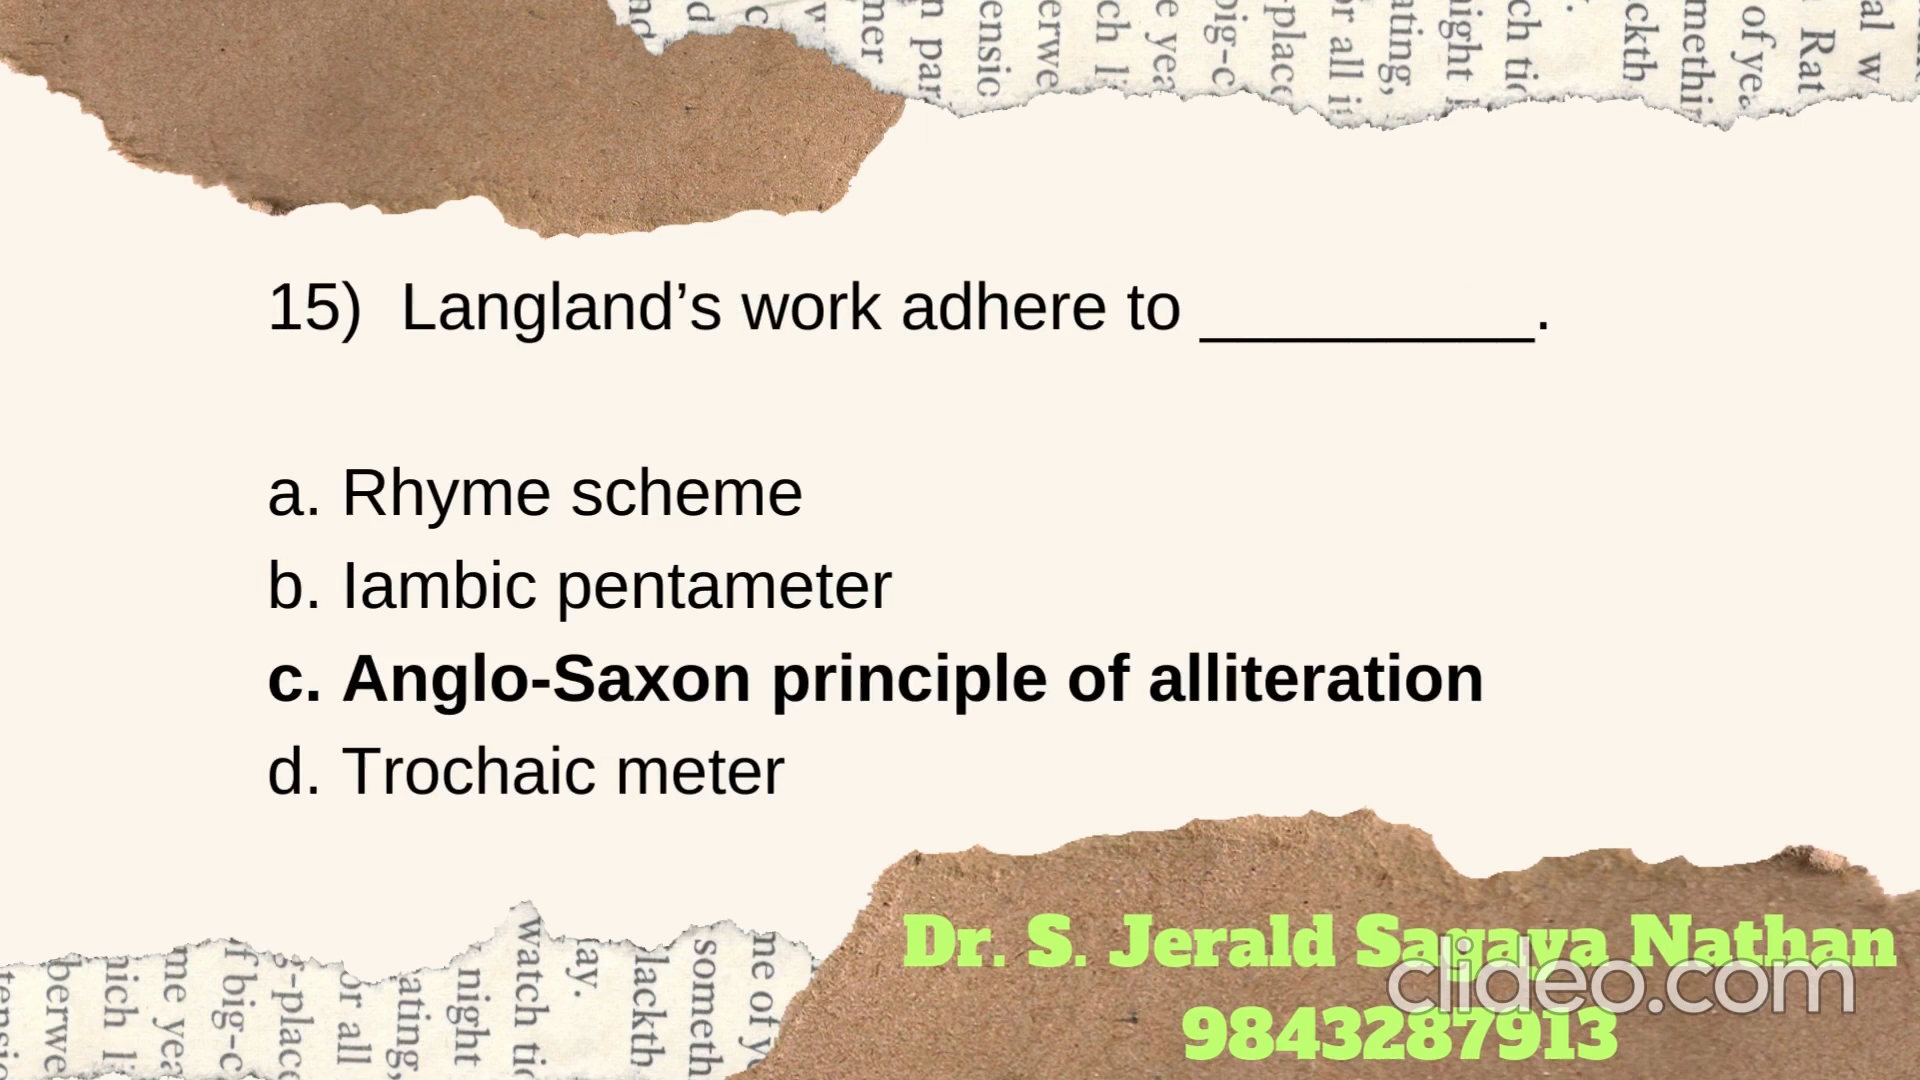 15) Langland’s work adhere to _________.
a. Rhyme scheme
b. Iambic pentameter
c. Anglo-Saxon principle of alliteration
d. Trochaic meter
Dr. S. Jerald Sagaya Nathan
clideo.com
9843287913